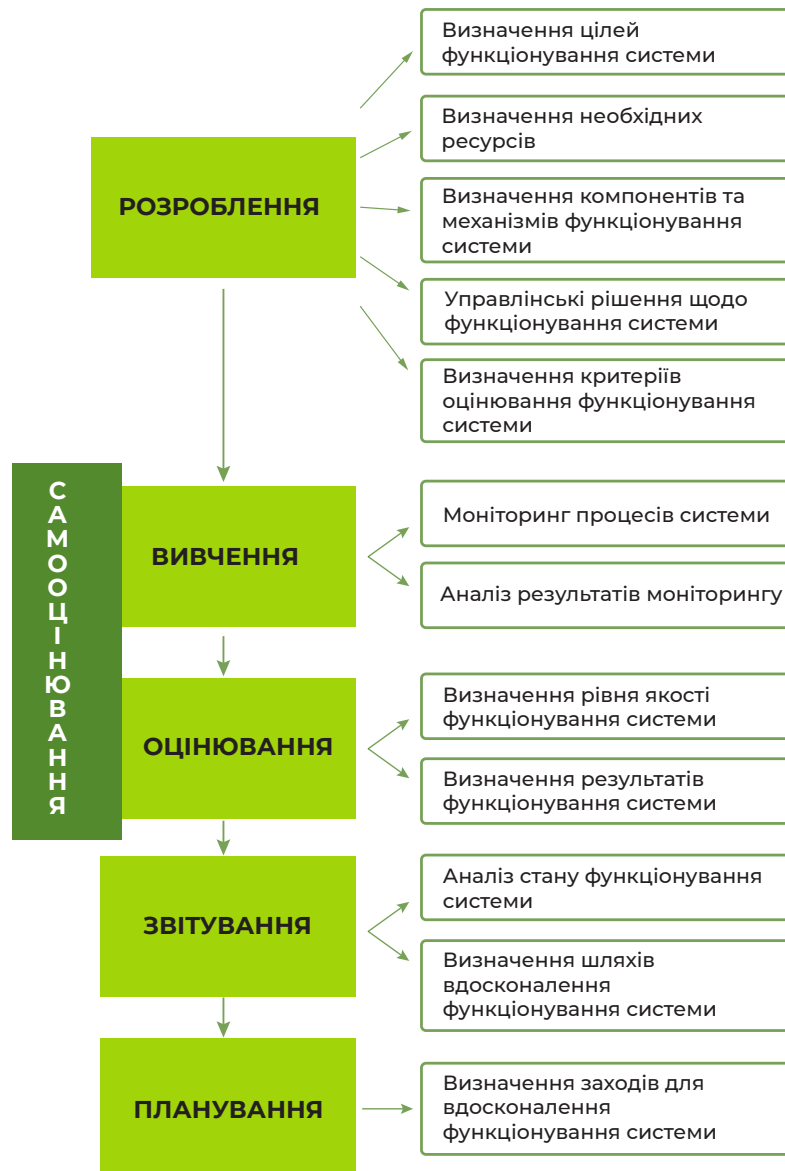 РОЗРОБЛЕННЯ
Визначення цілей
функціонування системи
Визначення необхідних
ресурсів
Визначення компонентів та
механізмів функціонування
системи
Управлінські рішення щодо
функціонування системи
Визначення критеріїв
оцінювання функціонування
системи
САМООЦІНЮВАННЯ
ВИВЧЕННЯ
Моніторинг процесів системи
Аналіз результатів моніторингу
ОЦІНЮВАННЯ
Визначення рівня якості
функціонування системи
Визначення результатів
функціонування системи
ЗВІТУВАННЯ
Аналіз стану функціонування
системи
Визначення шляхів
вдосконалення
функціонування системи
ПЛАНУВАННЯ
Визначення заходів для
вдосконалення
функціонування системи